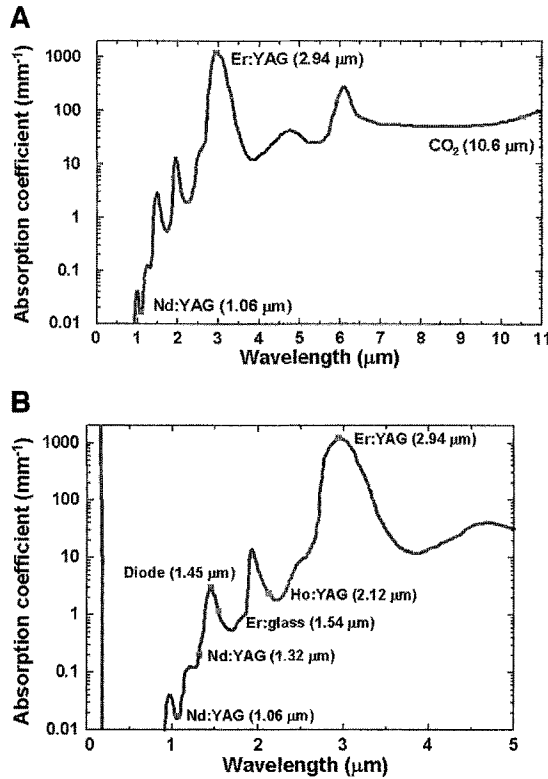 A
Absorption coefficient (mm⁻¹)
1000
100
10
1
0.1
0.01
Er:YAG (2.94 μm)
CO₂ (10.6 μm)
Nd:YAG (1.06 μm)
0 1 2 3 4 5 6 7 8 9 10 11
Wavelength (μm)
B
Absorption coefficient (mm⁻¹)
1000
100
10
1
0.1
0.01
Er:YAG (2.94 μm)
Diode (1.45 μm)
Ho:YAG (2.12 μm)
Er:glass (1.54 μm)
Nd:YAG (1.32 μm)
Nd:YAG (1.06 μm)
0 1 2 3 4 5
Wavelength (μm)